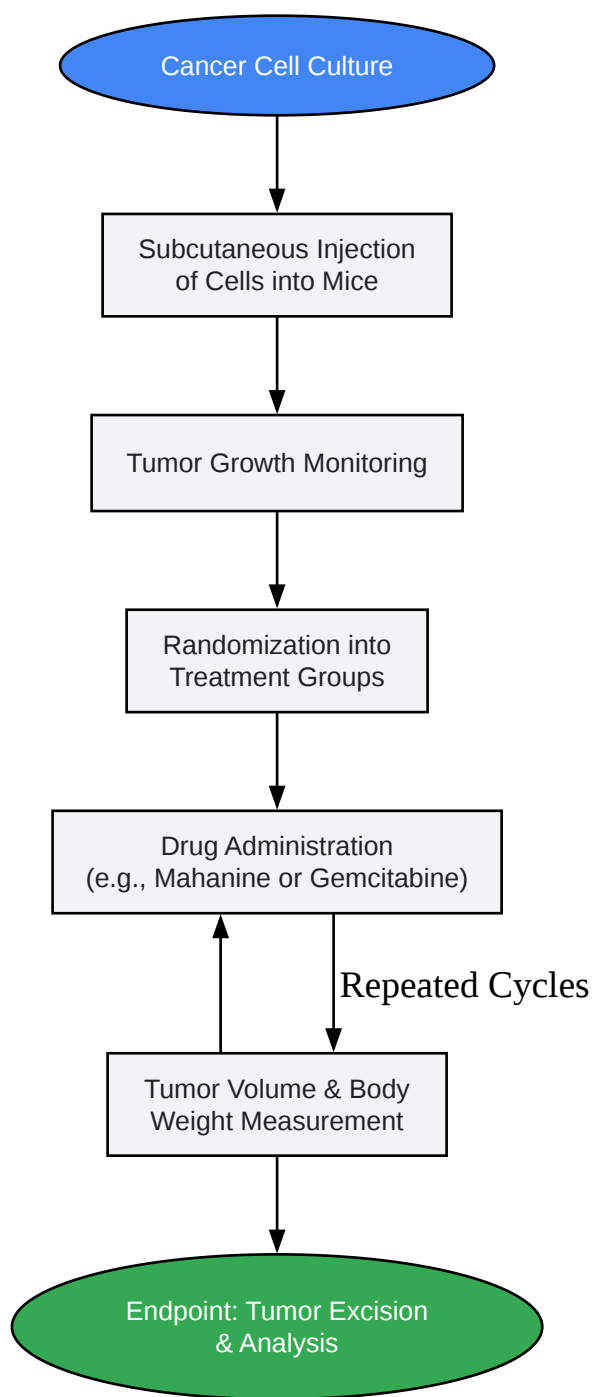 Cancer Cell Culture
Subcutaneous Injection
of Cells into Mice
Tumor Growth Monitoring
Randomization into
Treatment Groups
Drug Administration
(e.g., Mahanine or Gemcitabine)
Repeated Cycles
Tumor Volume & Body
Weight Measurement
Endpoint: Tumor Excision
& Analysis